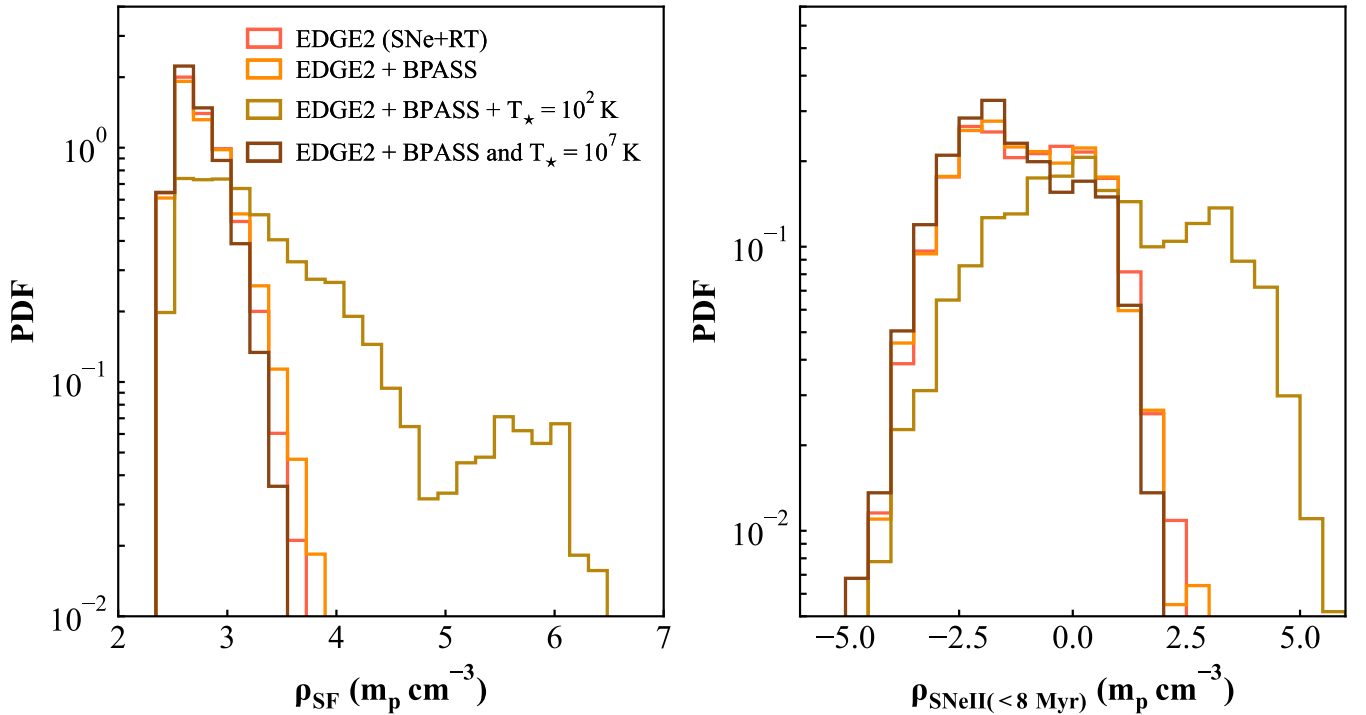 EDGE2 (SNe+RT)
EDGE2 + BPASS
EDGE2 + BPASS + T⋆ = 10² K
EDGE2 + BPASS and T⋆ = 10⁷ K
PDF
10⁰
10⁻¹
10⁻²
2 3 4 5 6 7
ρSF (mp cm⁻³)
PDF
10⁻¹
10⁻²
−5.0 −2.5 0.0 2.5 5.0
ρSNeII(<8 Myr) (mp cm⁻³)